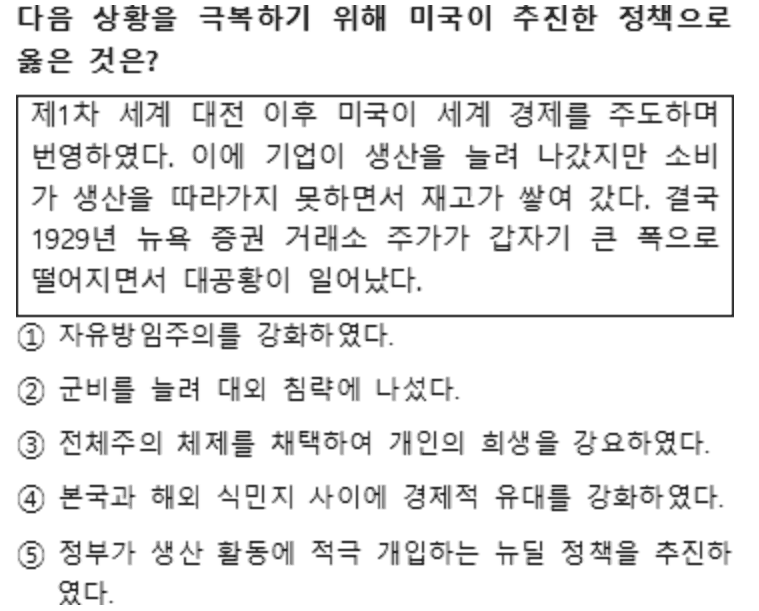 다음 상황을 극복하기 위해 미국이 추진한 정책으로
옳은 것은?
제1차 세계 대전 이후 미국이 세계 경제를 주도하며
번영하였다. 이에 기업이 생산을 늘려 나갔지만 소비
가 생산을 따라가지 못하면서 재고가 쌓여 갔다. 결국
1929년 뉴욕 증권 거래소 주가가 갑자기 큰 폭으로
떨어지면서 대공황이 일어났다.
① 자유방임주의를 강화하였다.
② 군비를 늘려 대외 침략에 나섰다.
③ 전체주의 체제를 채택하여 개인의 희생을 강요하였다.
④ 본국과 해외 식민지 사이에 경제적 유대를 강화하였다.
⑤ 정부가 생산 활동에 적극 개입하는 뉴딜 정책을 추진하
였다.